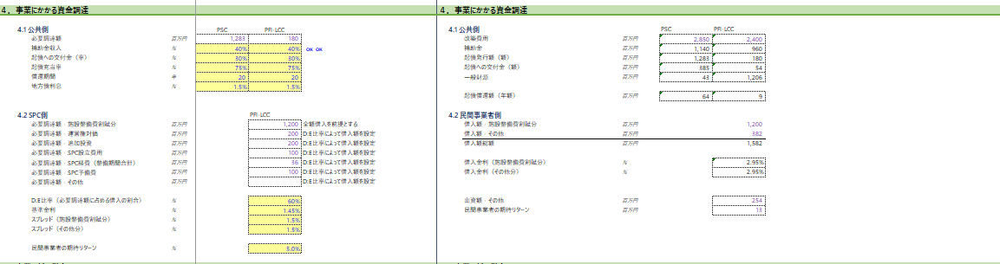 4．事業にかかる資金調達
4.1 公共側
PSC PFI-LCC
必要調達額 百万円 1,283 180
補助金収入 % 40% 40% OK OK
起債への交付金（率） % 30% 30%
起債充当率 % 75% 75%
償還期間 年 20 20
地方債利息 % 1.5% 1.5%
4.2 SPC側
PFI-LCC
必要調達額 - 施設整備費割賦分 百万円 1,200 全額借入を前提とする
必要調達額 - 運営権対価 百万円 200 D:E比率によって借入額を設定
必要調達額 - 追加投資 百万円 200 D:E比率によって借入額を設定
必要調達額 - SPC設立費用 百万円 100 D:E比率によって借入額を設定
必要調達額 - SPC経費（整備期間合計） 百万円 36 D:E比率によって借入額を設定
必要調達額 - SPC予備費 百万円 100 D:E比率によって借入額を設定
必要調達額 - その他 百万円 D:E比率によって借入額を設定
D:E比率（必要調達額に占める借入の割合） % 60%
基準金利 % 1.45%
スプレッド（施設整備費割賦分） % 1.5%
スプレッド（その他分） % 1.5%
民間事業者の期待リターン % 5.0%
4．事業にかかる資金調達
4.1 公共側
PSC PFI-LCC
改築費用 百万円 2,850 2,400
補助金 百万円 1,140 960
起債発行額（額） 百万円 1,283 180
起債への交付金（額） 百万円 385 54
一般財源 百万円 43 1,206
起債償還額（年額） 百万円 64 9
4.2 民間事業者側
借入額 - 施設整備費割賦分 百万円 1,200
借入額 - その他 百万円 382
借入額総額 百万円 1,582
借入金利（施設整備費割賦分） % 2.95%
借入金利（その他分） % 2.95%
出資額 - その他 百万円 254
民間事業者の期待リターン 百万円 13